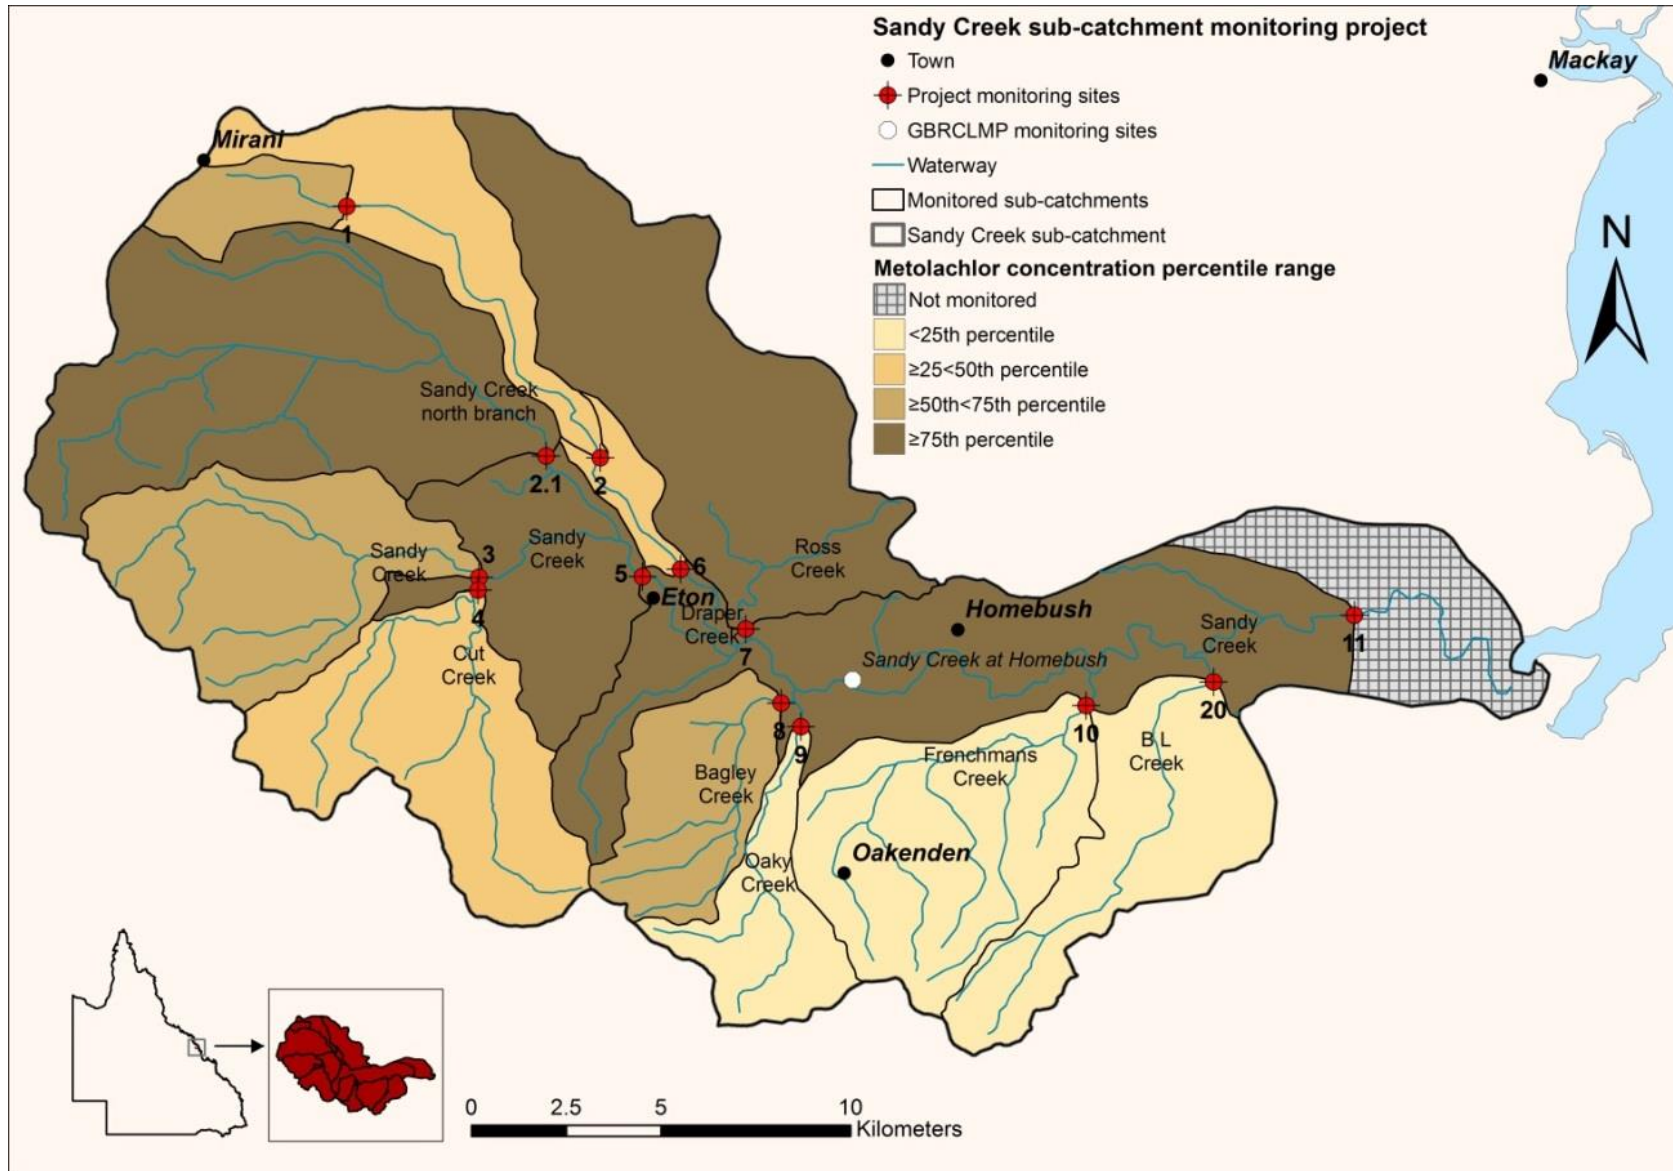 Sandy Creek sub-catchment monitoring project
Town
Project monitoring sites
GBRCLMP monitoring sites
Waterway
Monitored sub-catchments
Sandy Creek sub-catchment
Metolachlor concentration percentile range
Not monitored
<25th percentile
≥25<50th percentile
≥50th<75th percentile
≥75th percentile
Mackay
N
Mirani
1
Sandy Creek
north branch
2.1
2
Sandy
Creek
3
Sandy
Creek
4
5
6
Eton
Ross
Creek
Draper
Creek
7
Homebush
Sandy Creek at Homebush
Sandy
Creek
11
Cut
Creek
8
9
10
20
Bagley
Creek
Frenchmans
Creek
B L
Creek
Oaky
Creek
Oakenden
0
2.5
5
10
Kilometers